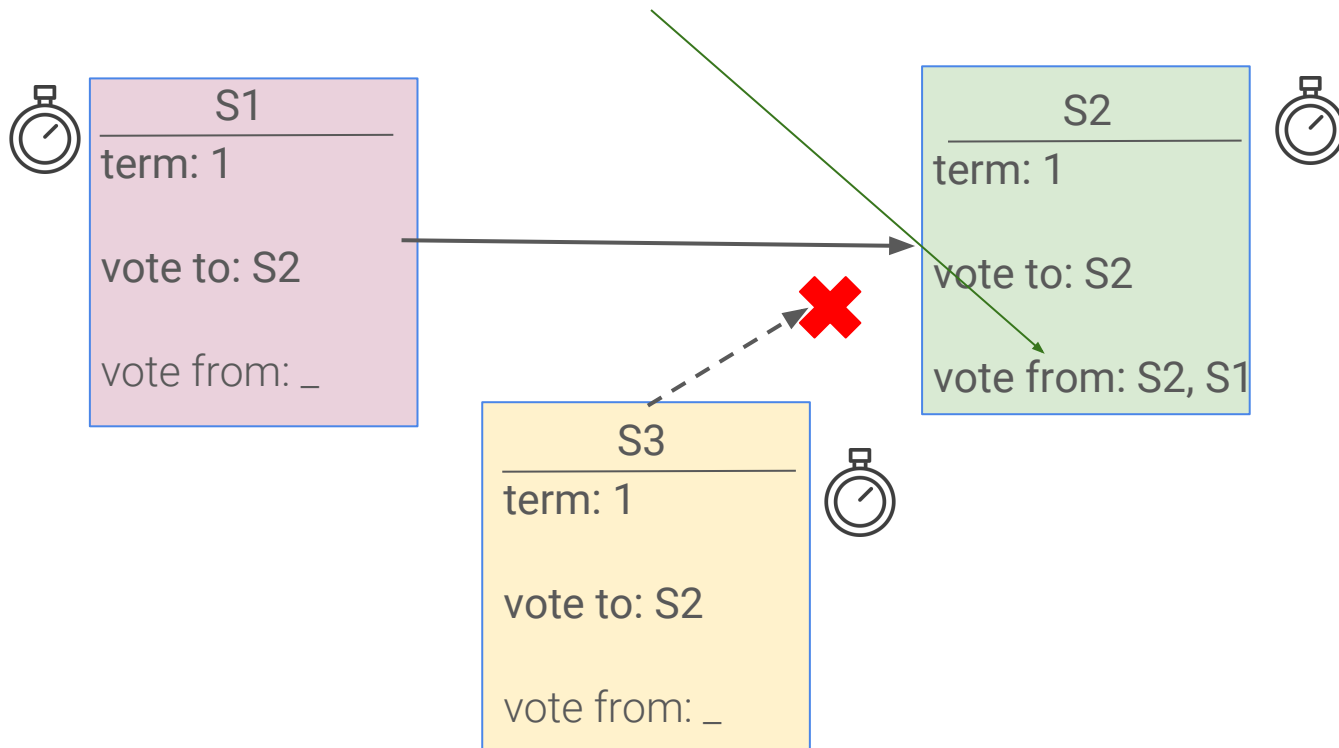 S1
term: 1
vote to: S2
vote from: _
S2
term: 1
vote to: S2
vote from: S2, S1
S3
term: 1
vote to: S2
vote from: _